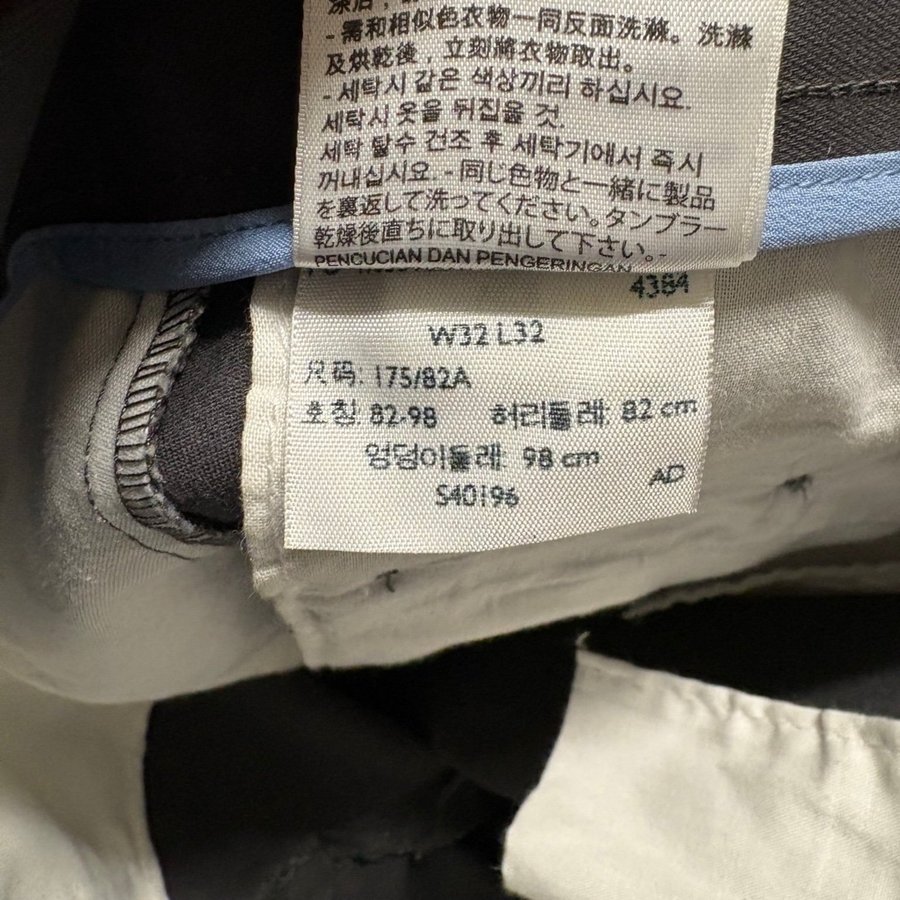 - 需和相似色衣物一同反面洗滌。洗滌
及烘乾後，立刻將衣物取出。
- 세탁시 같은 색상끼리 하십시요.
세탁시 옷을 뒤집을 것.
세탁 탈수 건조 후 세탁기에서 즉시
꺼내십시요. - 同じ色物と一緒に製品
を裏返して洗ってください。タンブラー
乾燥後直ちに取り出して下さい。-
PENCUCIAN DAN PENGERINGAN
4384
W32 L32
尺码: 175/82A
호칭: 82-98 허리둘레: 82 cm
엉덩이둘레: 98 cm
AD
S40196